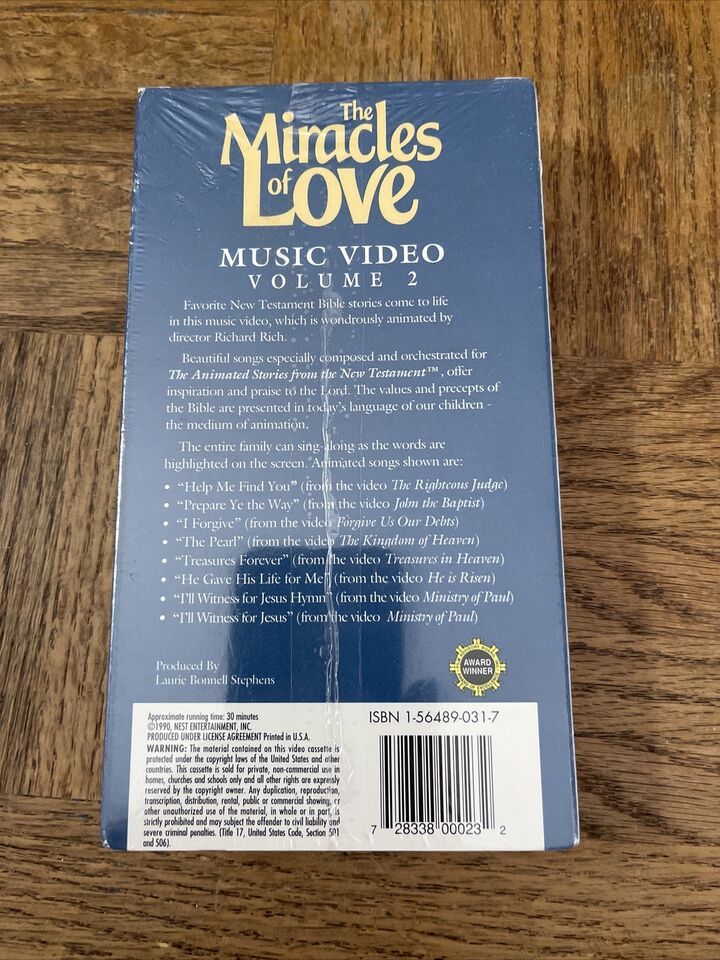 The
Miracles
of Love
MUSIC VIDEO
VOLUME 2
Favorite New Testament Bible stories come to life
in this music video, which is wondrously animated by
director Richard Rich.
Beautiful songs especially composed and orchestrated for
The Animated Stories from the New Testament™, offer
inspiration and praise to the Lord. The values and precepts of
the Bible are presented in today's language of our children -
the medium of animation.
The entire family can sing-along as the words are
highlighted on the screen. Animated songs shown are:
• "Help Me Find You" (from the video The Righteous Judge)
• "Prepare Ye the Way" (from the video John the Baptist)
• "I Forgive" (from the video Forgive Us Our Debts)
• "The Pearl" (from the video The Kingdom of Heaven)
• "Treasures Forever" (from the video Treasures in Heaven)
• "He Gave His Life for Me" (from the video He is Risen)
• "I'll Witness for Jesus Hymn" (from the video Ministry of Paul)
• "I'll Witness for Jesus" (from the video Ministry of Paul)
Produced By
Laurie Bonnell Stephens
AWARD
WINNER
Approximate running time: 30 minutes
©1990, NEST ENTERTAINMENT, INC.
PRODUCED UNDER LICENSE AGREEMENT Printed in U.S.A.
WARNING: The material contained on this video cassette is
protected under the copyright laws of the United States and other
countries. This cassette is sold for private, non-commercial use in
homes, churches and schools only and all other rights are expressly
reserved by the copyright owner. Any duplication, reproduction,
transcription, distribution, rental, public or commercial showing, or
other unauthorized use of the material, in whole or in part, is
strictly prohibited and may subject the offender to civil liability and
severe criminal penalties. (Title 17, United States Code, Section 501
and 506).
ISBN 1-56489-031-7
7 28338 00023 2